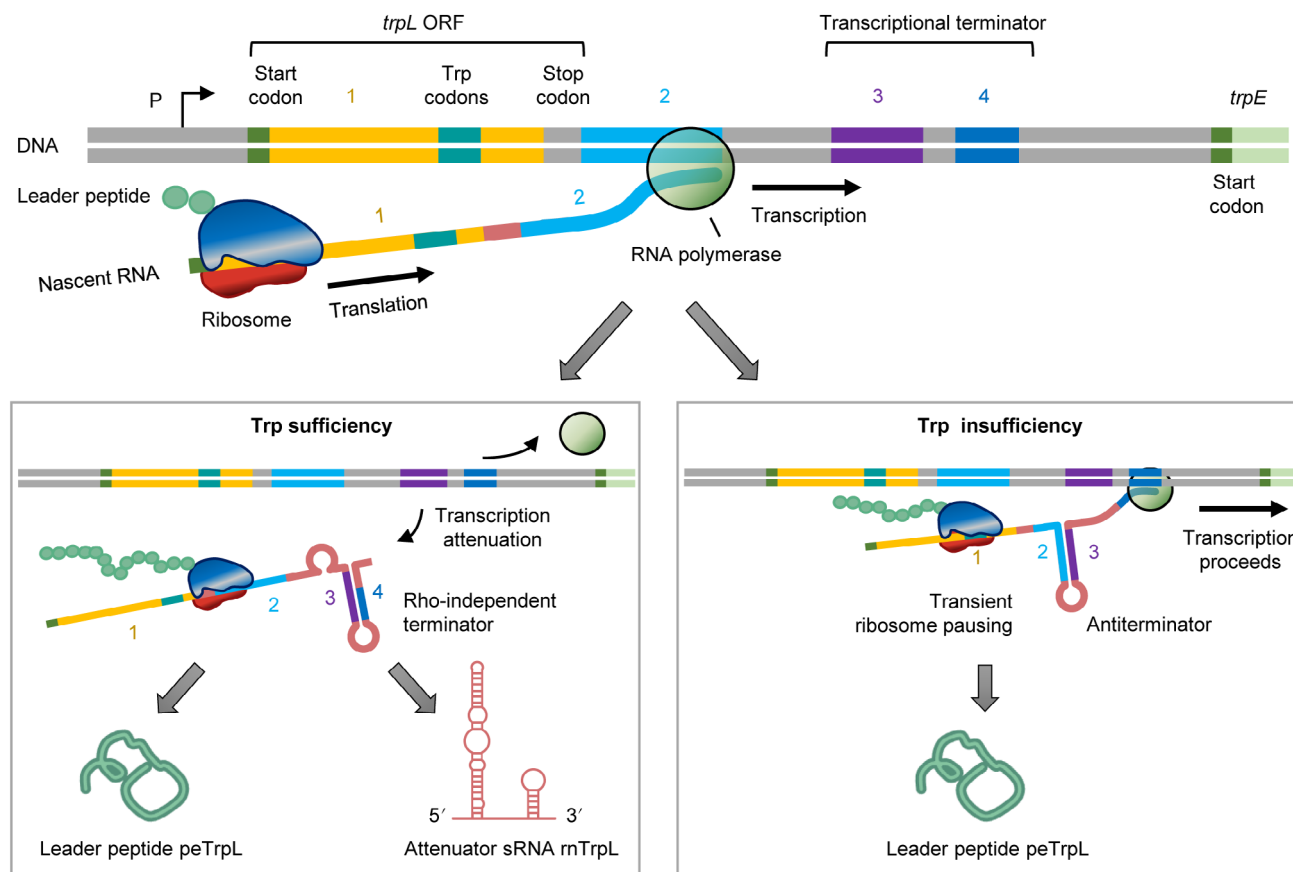 trpL ORF
Transcriptional terminator
Start
codon
1
Trp
codons
Stop
codon
2
3
4
trpE
P
DNA
Start
codon
Leader peptide
1
2
Transcription
RNA polymerase
Nascent RNA
Translation
Ribosome
Trp sufficiency
Transcription
attenuation
1
2
3
4
Rho-independent
terminator
5′
3′
Leader peptide peTrpL
Attenuator sRNA rnTrpL
Trp insufficiency
1
2
3
Transcription
proceeds
Transient
ribosome pausing
Antiterminator
Leader peptide peTrpL